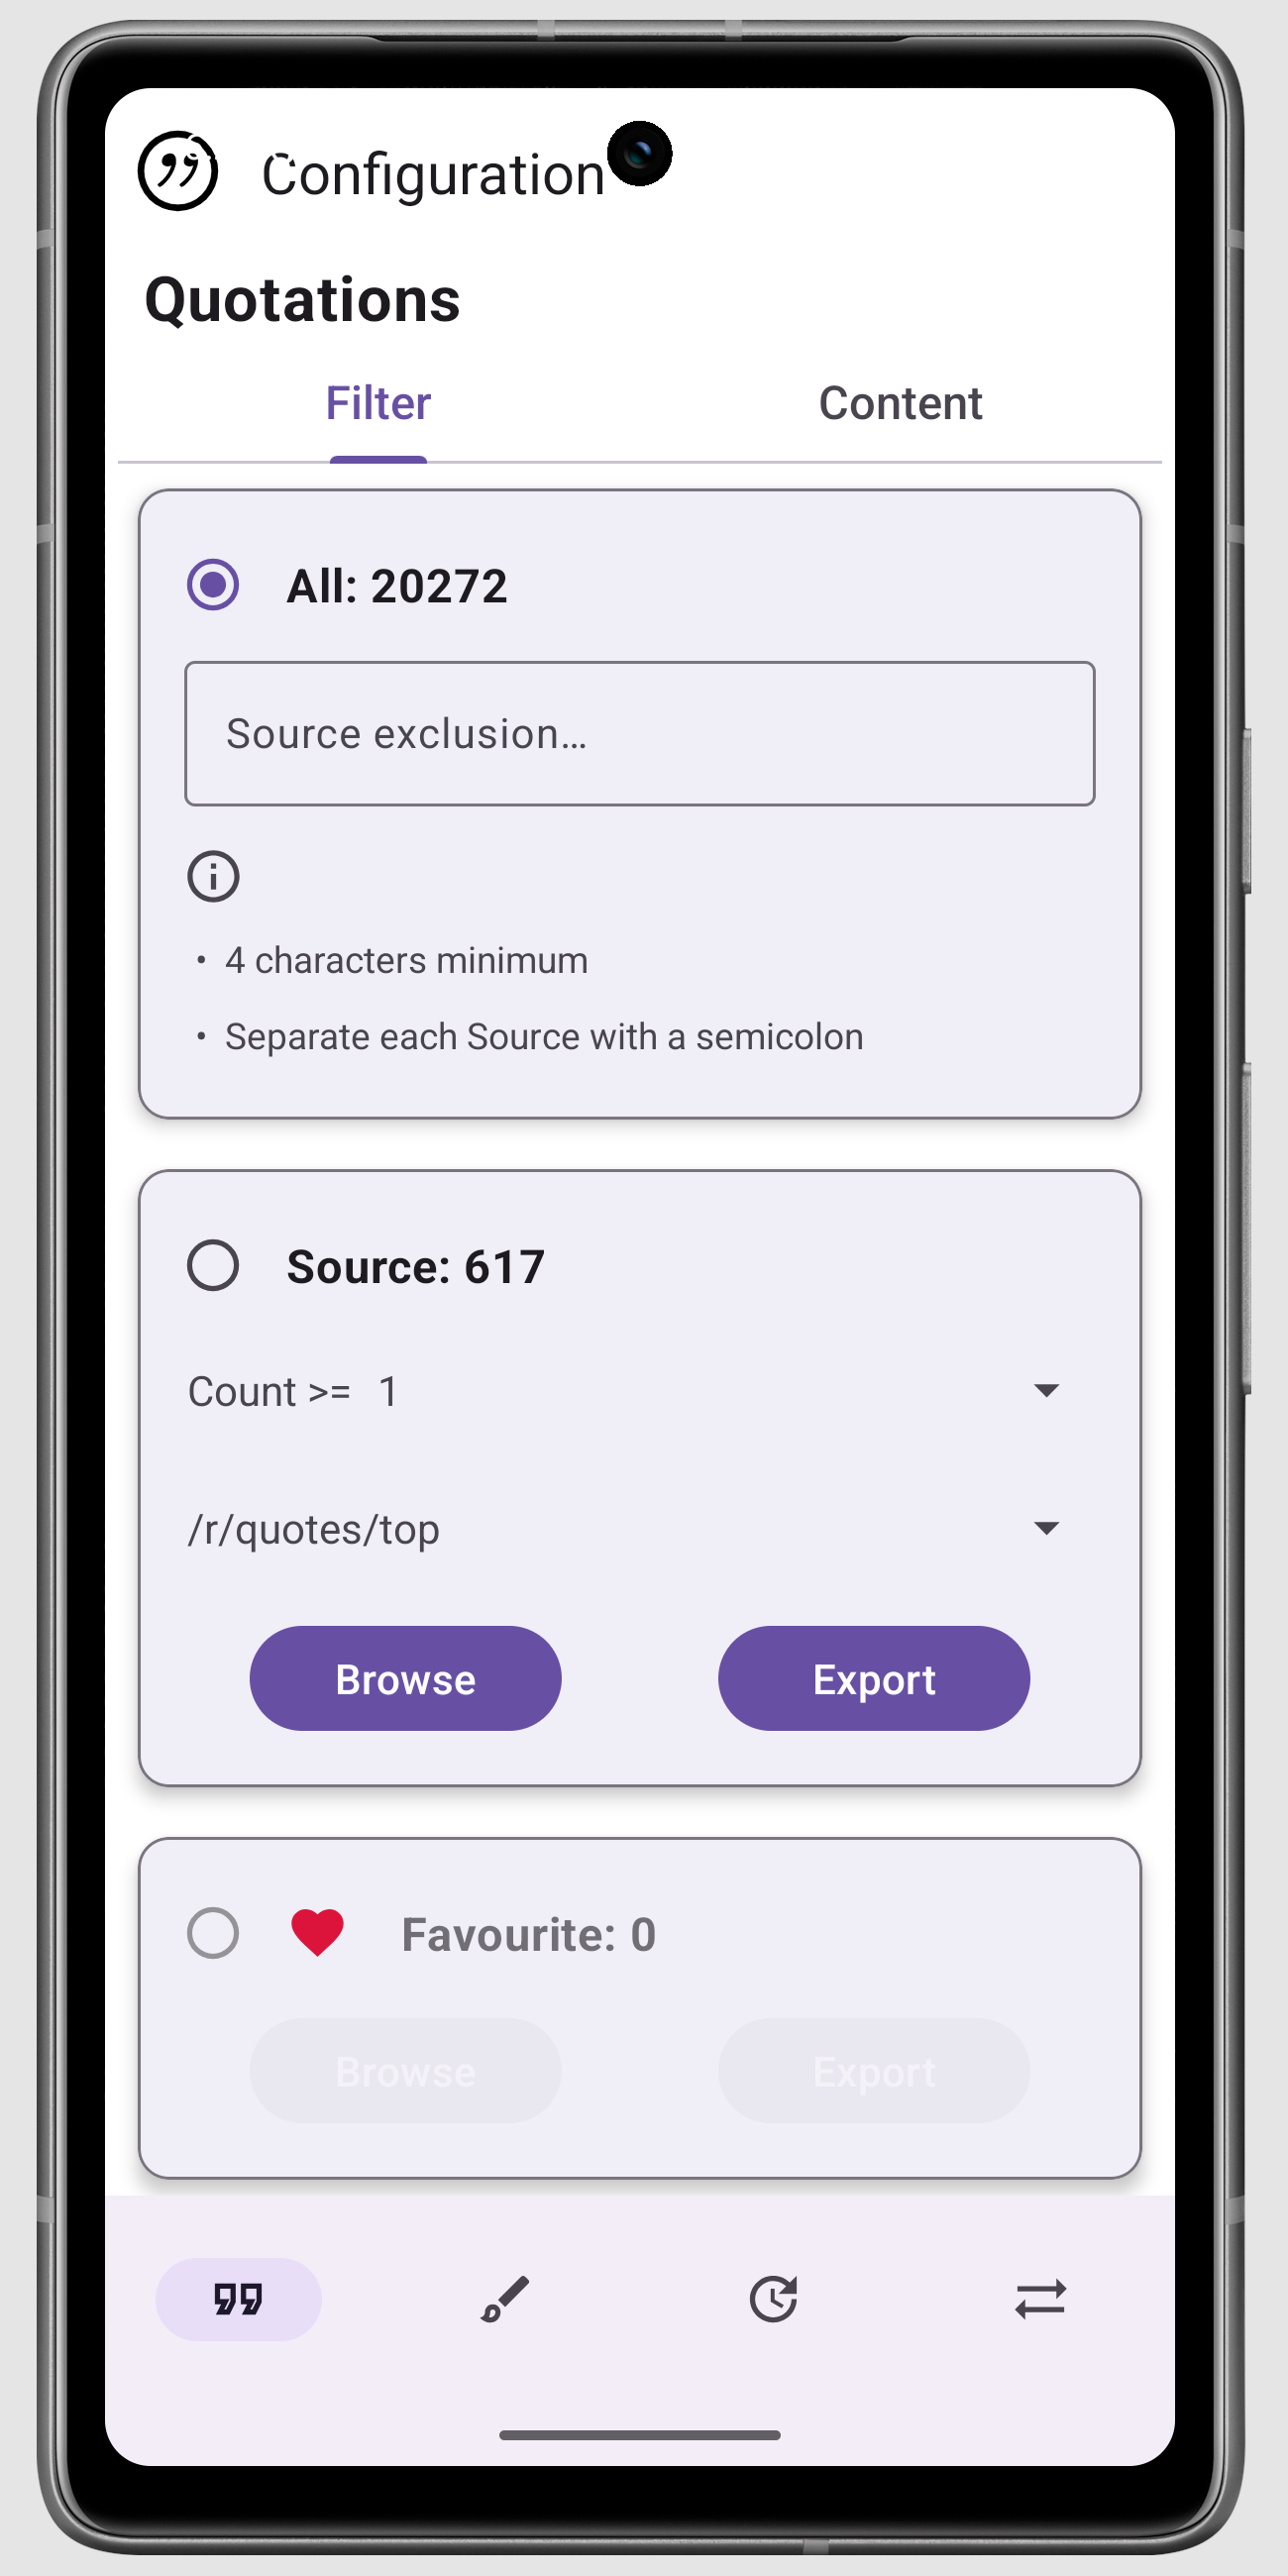 Configuration
Quotations
Filter
Content
All: 20272
Source exclusion…
• 4 characters minimum
• Separate each Source with a semicolon
Source: 617
Count >= 1
/r/quotes/top
Browse
Export
Favourite: 0
Browse
Export